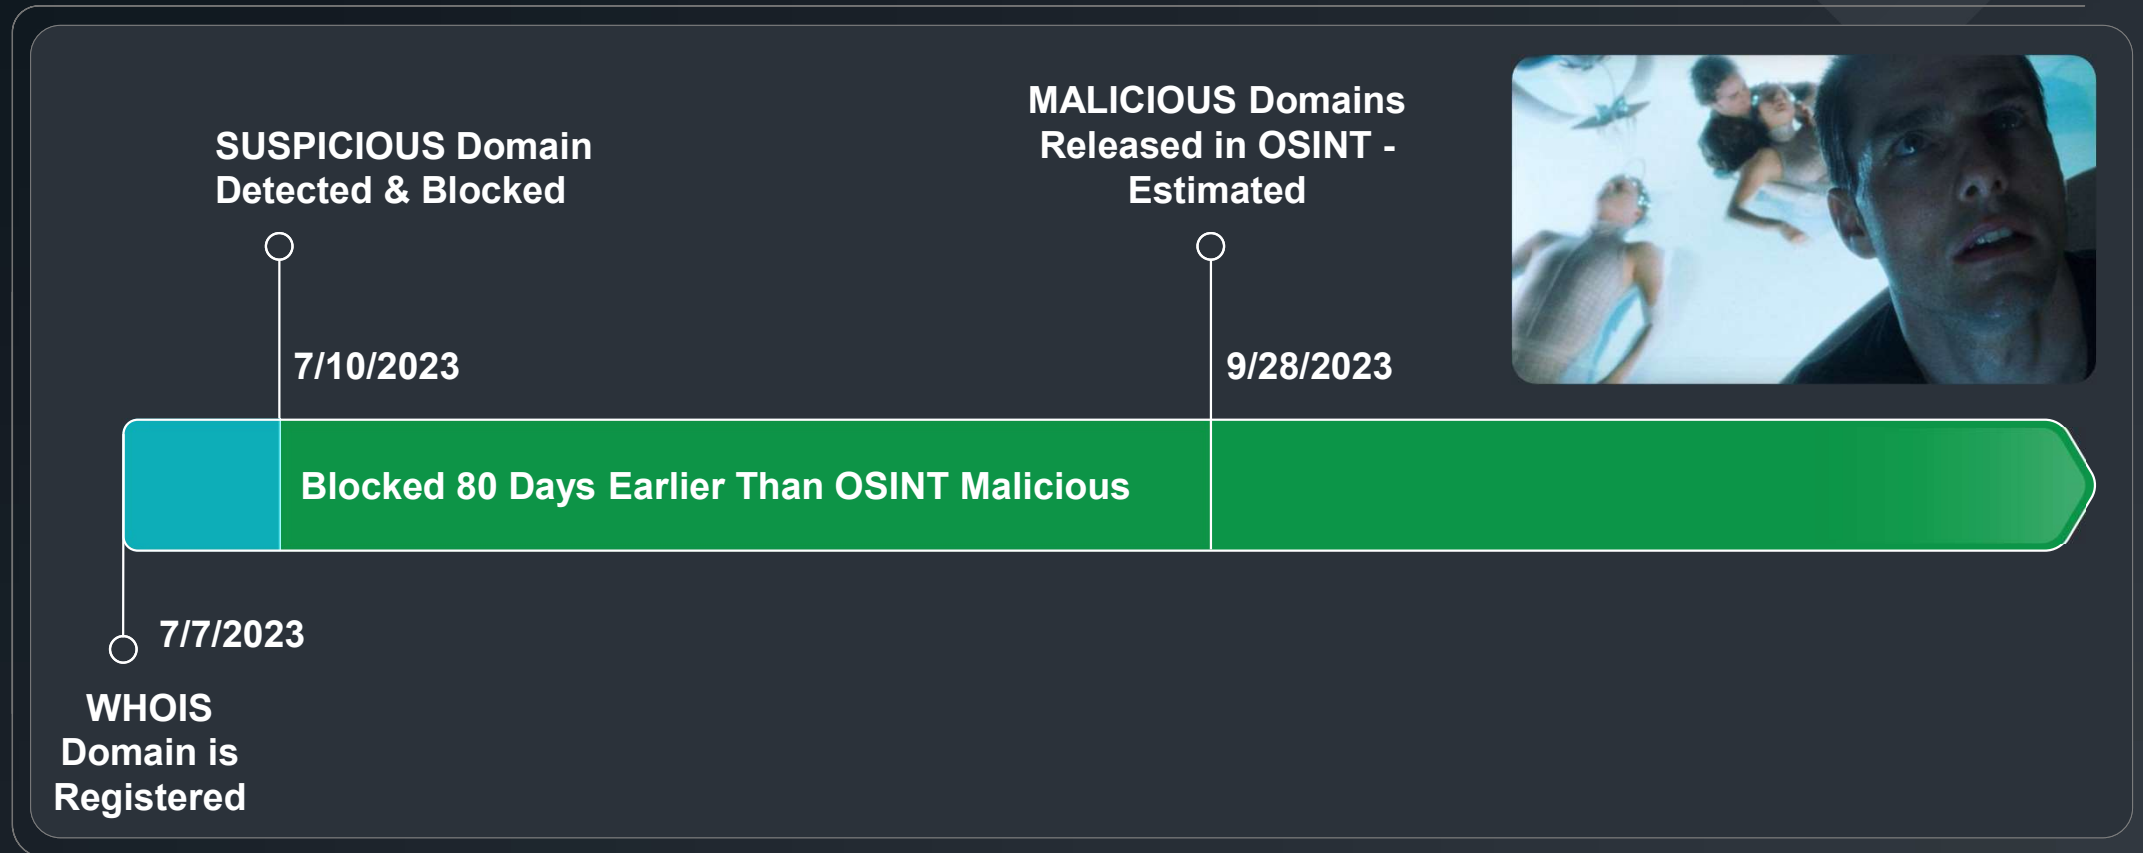 SUSPICIOUS Domain
Detected & Blocked
MALICIOUS Domains
Released in OSINT -
Estimated
7/10/2023
9/28/2023
Blocked 80 Days Earlier Than OSINT Malicious
7/7/2023
WHOIS
Domain is
Registered